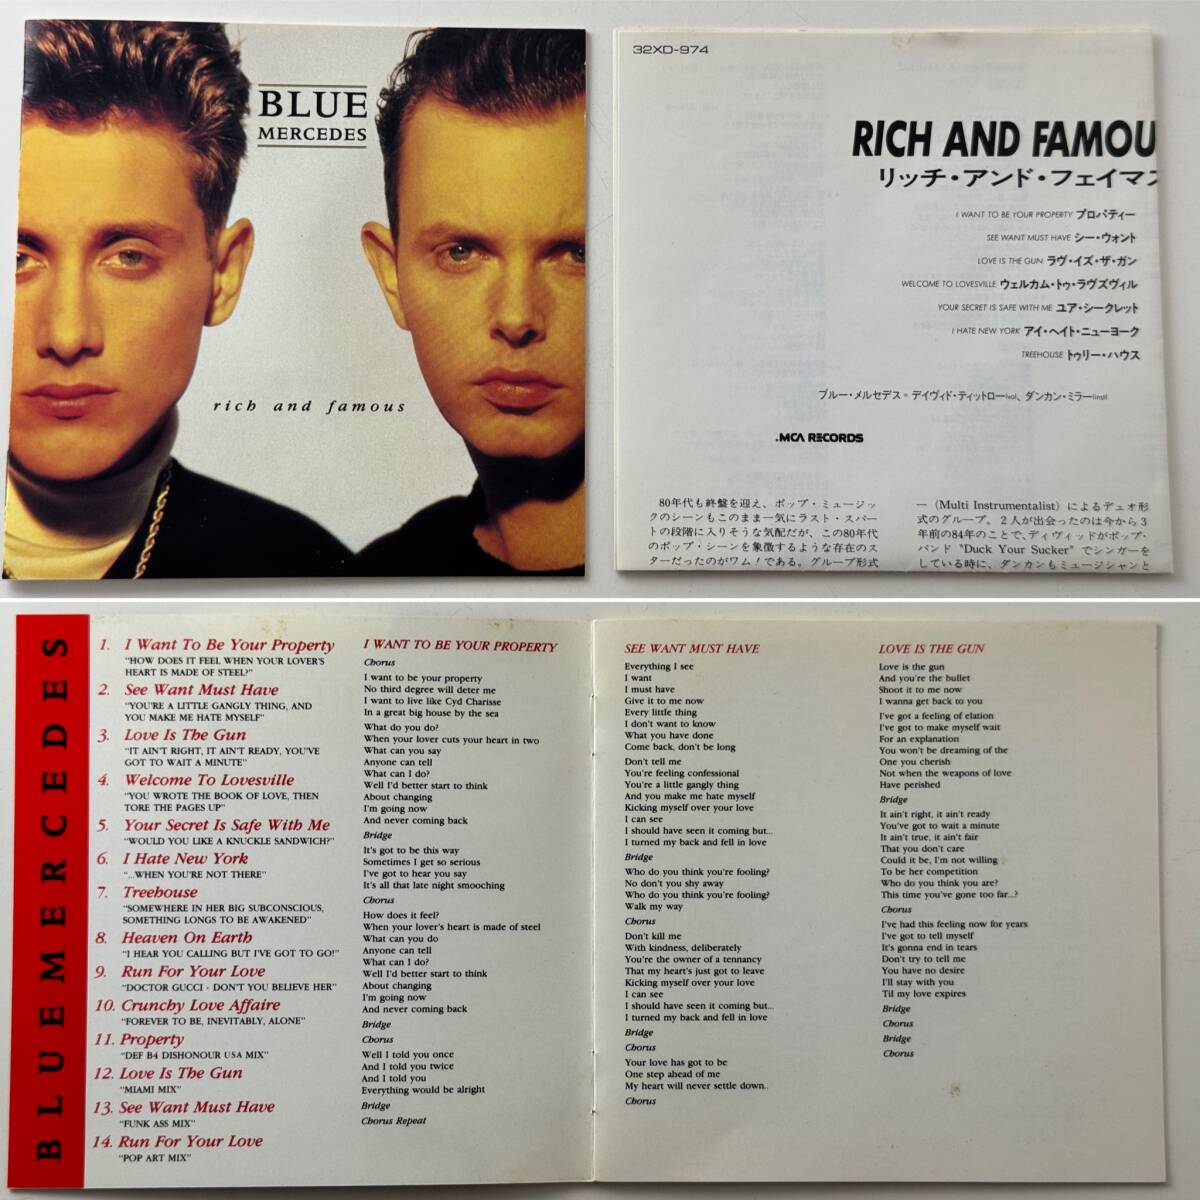 BLUE
MERCEDES
rich and famous
32XD-974
RICH AND FAMOU
リッチ・アンド・フェイマス
I WANT TO BE YOUR PROPERTY プロパティー
SEE WANT MUST HAVE シー・ウォント
LOVE IS THE GUN ラヴ・イズ・ザ・ガン
WELCOME TO LOVESVILLE ウェルカム・トゥ・ラヴズヴィル
YOUR SECRET IS SAFE WITH ME ユア・シークレット
I HATE NEW YORK アイ・ヘイト・ニューヨーク
TREEHOUSE トゥリー・ハウス
ブルー・メルセデス＝デイヴィド・ティットロー(vo)、ダンカン・ミラー(inst)
.MCA RECORDS
80年代も終盤を迎え、ポップ・ミュージッ
クのシーンもこのまま一気にラスト・スパー
トの段階に入りそうな気配だが、この80年代
のポップ・シーンを象徴するような存在のス
ターだったのがワム！である。グループ形式
ー（Multi Instrumentalist）によるデュオ形
式のグループ。２人が出会ったのは今から３
年前の84年のことで、ディヴィッドがポップ・
バンド〝Duck Your Sucker〞でシンガーを
している時に、ダンカンもミュージシャンと
BLUEMERCEDES
1. I Want To Be Your Property
"HOW DOES IT FEEL WHEN YOUR LOVER'S
HEART IS MADE OF STEEL?"
2. See Want Must Have
"YOU'RE A LITTLE GANGLY THING, AND
YOU MAKE ME HATE MYSELF"
3. Love Is The Gun
"IT AIN'T RIGHT, IT AIN'T READY, YOU'VE
GOT TO WAIT A MINUTE"
4. Welcome To Lovesville
"YOU WROTE THE BOOK OF LOVE, THEN
TORE THE PAGES UP"
5. Your Secret Is Safe With Me
"WOULD YOU LIKE A KNUCKLE SANDWICH?"
6. I Hate New York
"...WHEN YOU'RE NOT THERE"
7. Treehouse
"SOMEWHERE IN HER BIG SUBCONSCIOUS,
SOMETHING LONGS TO BE AWAKENED"
8. Heaven On Earth
"I HEAR YOU CALLING BUT I'VE GOT TO GO!"
9. Run For Your Love
"DOCTOR GUCCI - DON'T YOU BELIEVE HER"
10. Crunchy Love Affaire
"FOREVER TO BE, INEVITABLY, ALONE"
11. Property
"DEF B4 DISHONOUR USA MIX"
12. Love Is The Gun
"MIAMI MIX"
13. See Want Must Have
"FUNK ASS MIX"
14. Run For Your Love
"POP ART MIX"
I WANT TO BE YOUR PROPERTY
Chorus
I want to be your property
No third degree will deter me
I want to live like Cyd Charisse
In a great big house by the sea
What do you do?
When your lover cuts your heart in two
What can you say
Anyone can tell
What can I do?
Well I'd better start to think
About changing
I'm going now
And never coming back
Bridge
It's got to be this way
Sometimes I get so serious
I've got to hear you say
It's all that late night smooching
Chorus
How does it feel?
When your lover's heart is made of steel
What can you do
Anyone can tell
What can I do?
Well I'd better start to think
About changing
I'm going now
And never coming back
Bridge
Chorus
Well I told you once
And I told you twice
And I told you
Everything would be alright
Bridge
Chorus Repeat
SEE WANT MUST HAVE
Everything I see
I want
I must have
Give it to me now
Every little thing
I don't want to know
What you have done
Come back, don't be long
Don't tell me
You're feeling confessional
You're a little gangly thing
And you make me hate myself
Kicking myself over your love
I can see
I should have seen it coming but...
I turned my back and fell in love
Bridge
Who do you think you're fooling?
No don't you shy away
Who do you think you're fooling?
Walk my way
Chorus
Don't kill me
With kindness, deliberately
You're the owner of a tennancy
That my heart's just got to leave
Kicking myself over your love
I can see
I should have seen it coming but...
I turned my back and fell in love
Bridge
Chorus
Your love has got to be
One step ahead of me
My heart will never settle down..
Chorus
LOVE IS THE GUN
Love is the gun
And you're the bullet
Shoot it to me now
I wanna get back to you
I've got a feeling of elation
I've got to make myself wait
For an explanation
You won't be dreaming of the
One you cherish
Not when the weapons of love
Have perished
Bridge
It ain't right, it ain't ready
You've got to wait a minute
It ain't true, it ain't fair
That you don't care
Could it be, I'm not willing
To be her competition
Who do you think you are?
This time you've gone too far...?
Chorus
I've had this feeling now for years
I've got to tell myself
It's gonna end in tears
Don't try to tell me
You have no desire
I'll stay with you
Til my love expires
Bridge
Chorus
Bridge
Chorus